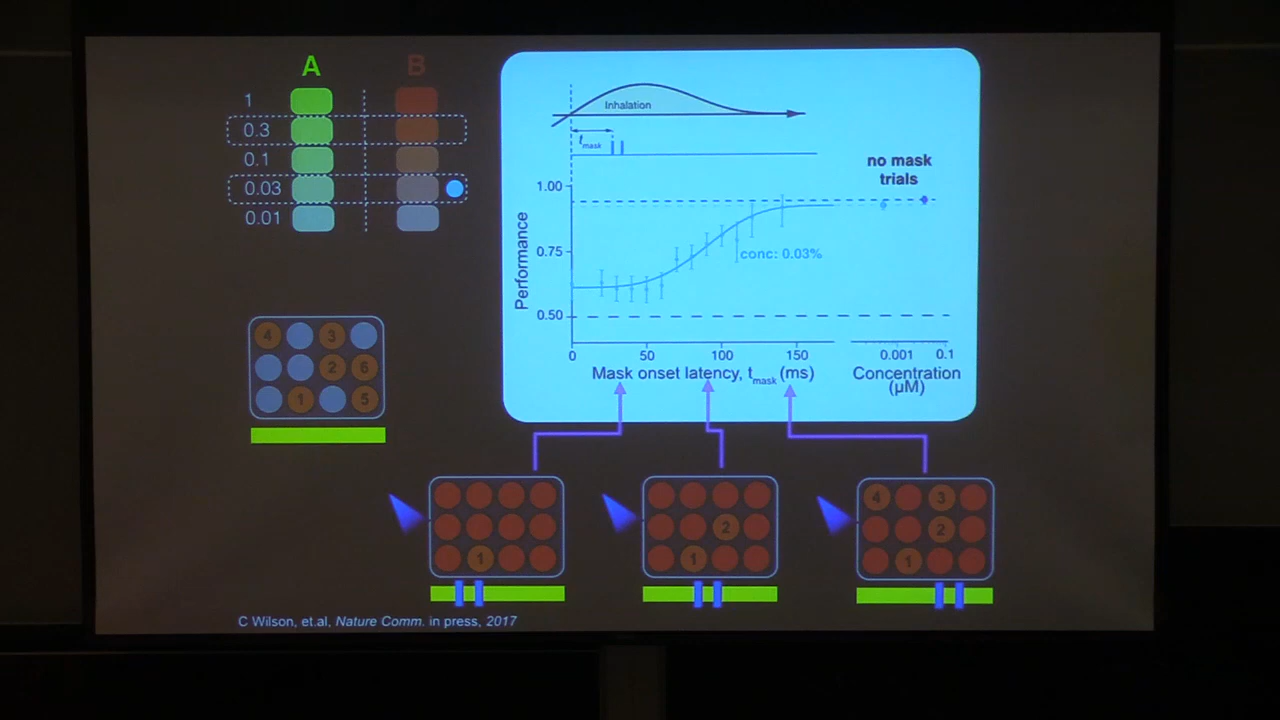 A B
1
0.3
0.1
0.03
0.01
4 3
2 6
1 5
Inhalation
tmask
no mask
trials
1.00
0.75
0.50
Performance
conc: 0.03%
0 50 100 150
0.001 0.1
Mask onset latency, tmask (ms)
Concentration
(μM)
1
2
1
4 3
2
1
C Wilson, et.al, Nature Comm. in press, 2017